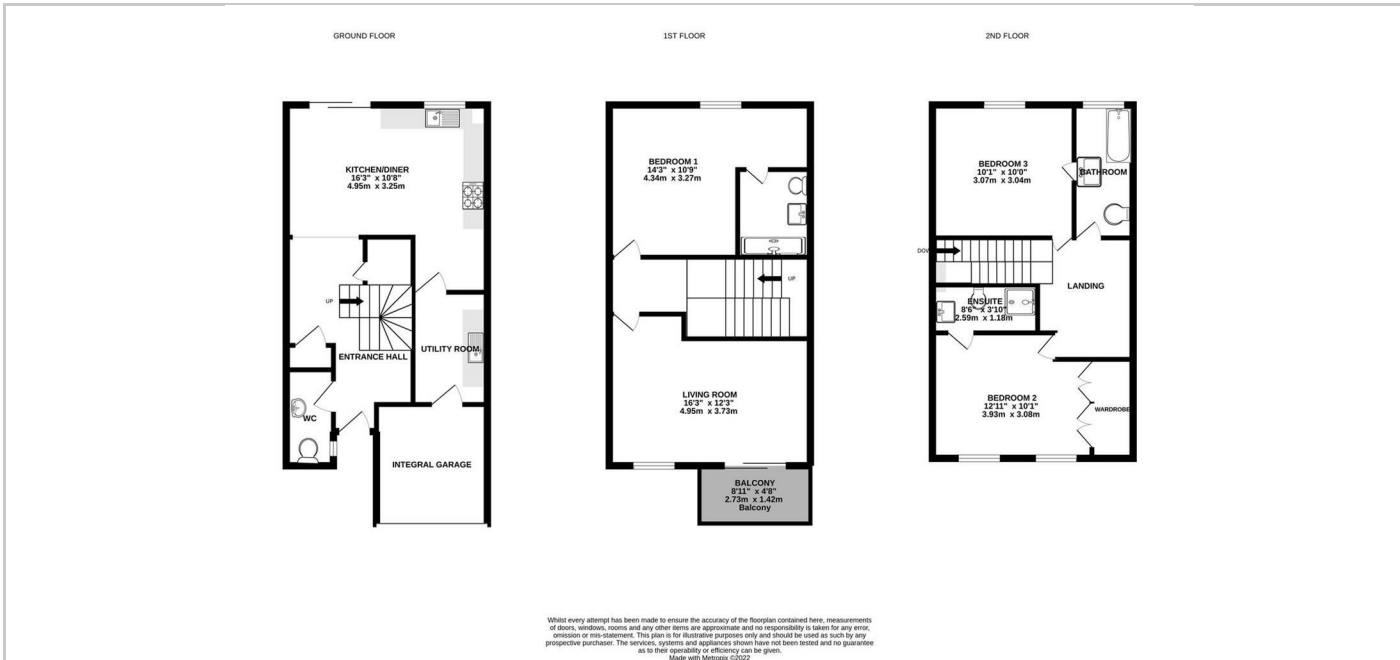 GROUND FLOOR
KITCHEN/DINER
16'3" x 10'8"
4.95m x 3.25m
UP
ENTRANCE HALL
UTILITY ROOM
WC
INTEGRAL GARAGE
1ST FLOOR
BEDROOM 1
14'3" x 10'9"
4.34m x 3.27m
UP
LIVING ROOM
16'3" x 12'3"
4.95m x 3.73m
BALCONY
8'11" x 4'8"
2.73m x 1.42m
Balcony
2ND FLOOR
BEDROOM 3
10'1" x 10'0"
3.07m x 3.04m
BATHROOM
DOWN
LANDING
ENSUITE
8'6" x 3'10"
2.59m x 1.18m
BEDROOM 2
12'11" x 10'1"
3.93m x 3.08m
WARDROBE
Whilst every attempt has been made to ensure the accuracy of the floorplan contained here, measurements
of doors, windows, rooms and any other items are approximate and no responsibility is taken for any error,
omission or mis-statement. This plan is for illustrative purposes only and should be used as such by any
prospective purchaser. The services, systems and appliances shown have not been tested and no guarantee
as to their operability or efficiency can be given.
Made with Metropix ©2022